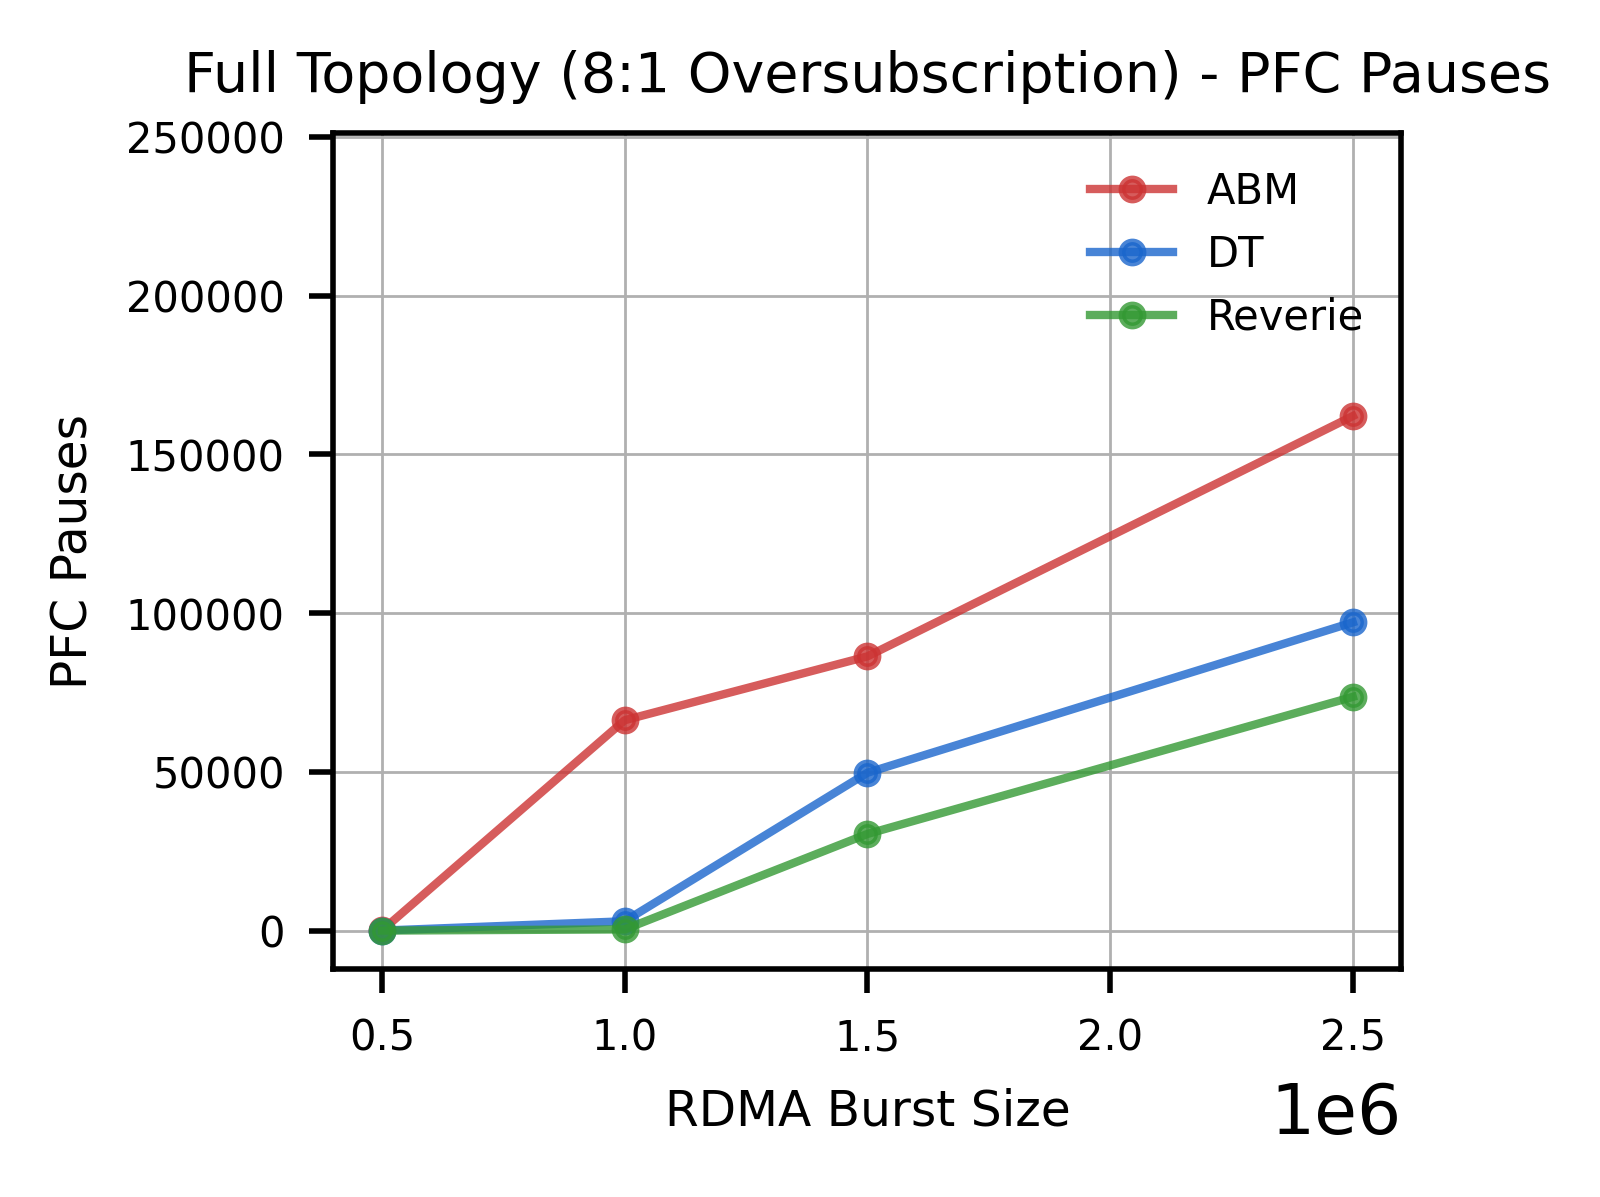 Full Topology (8:1 Oversubscription) - PFC Pauses
250000
200000
150000
100000
50000
0
PFC Pauses
ABM
DT
Reverie
0.5 1.0 1.5 2.0 2.5
RDMA Burst Size
1e6